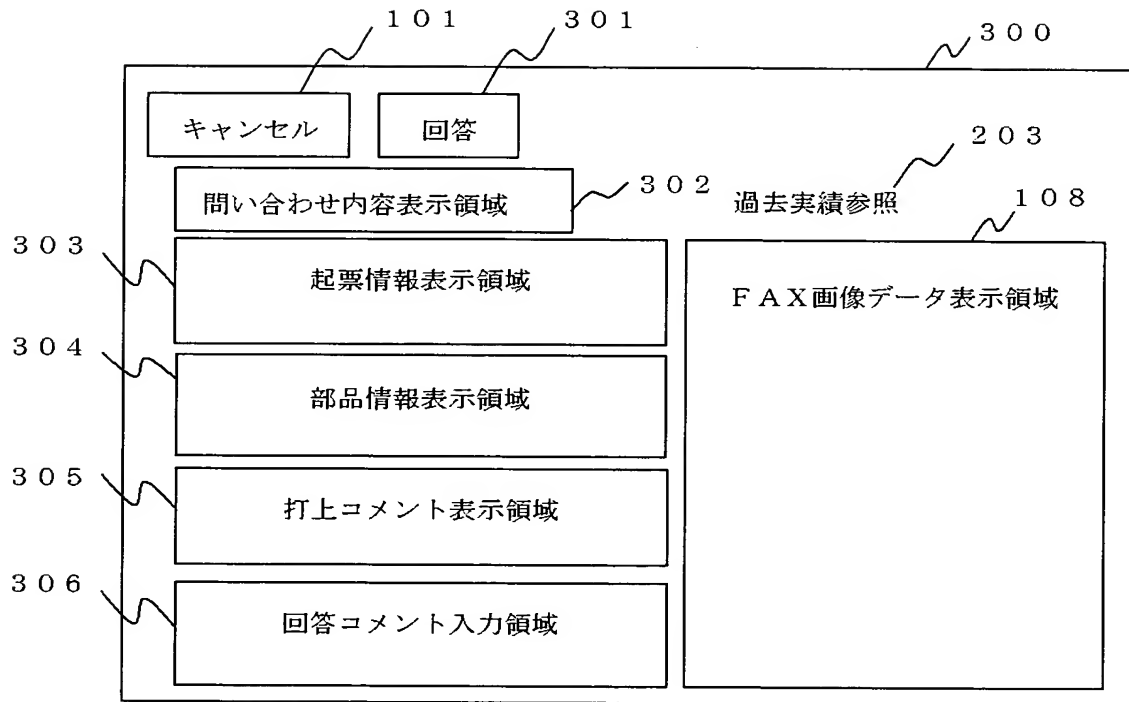 １０１
３０１
３００
キャンセル
回答
２０３
問い合わせ内容表示領域
３０２
過去実績参照
１０８
３０３
起票情報表示領域
ＦＡＸ画像データ表示領域
３０４
部品情報表示領域
３０５
打上コメント表示領域
３０６
回答コメント入力領域